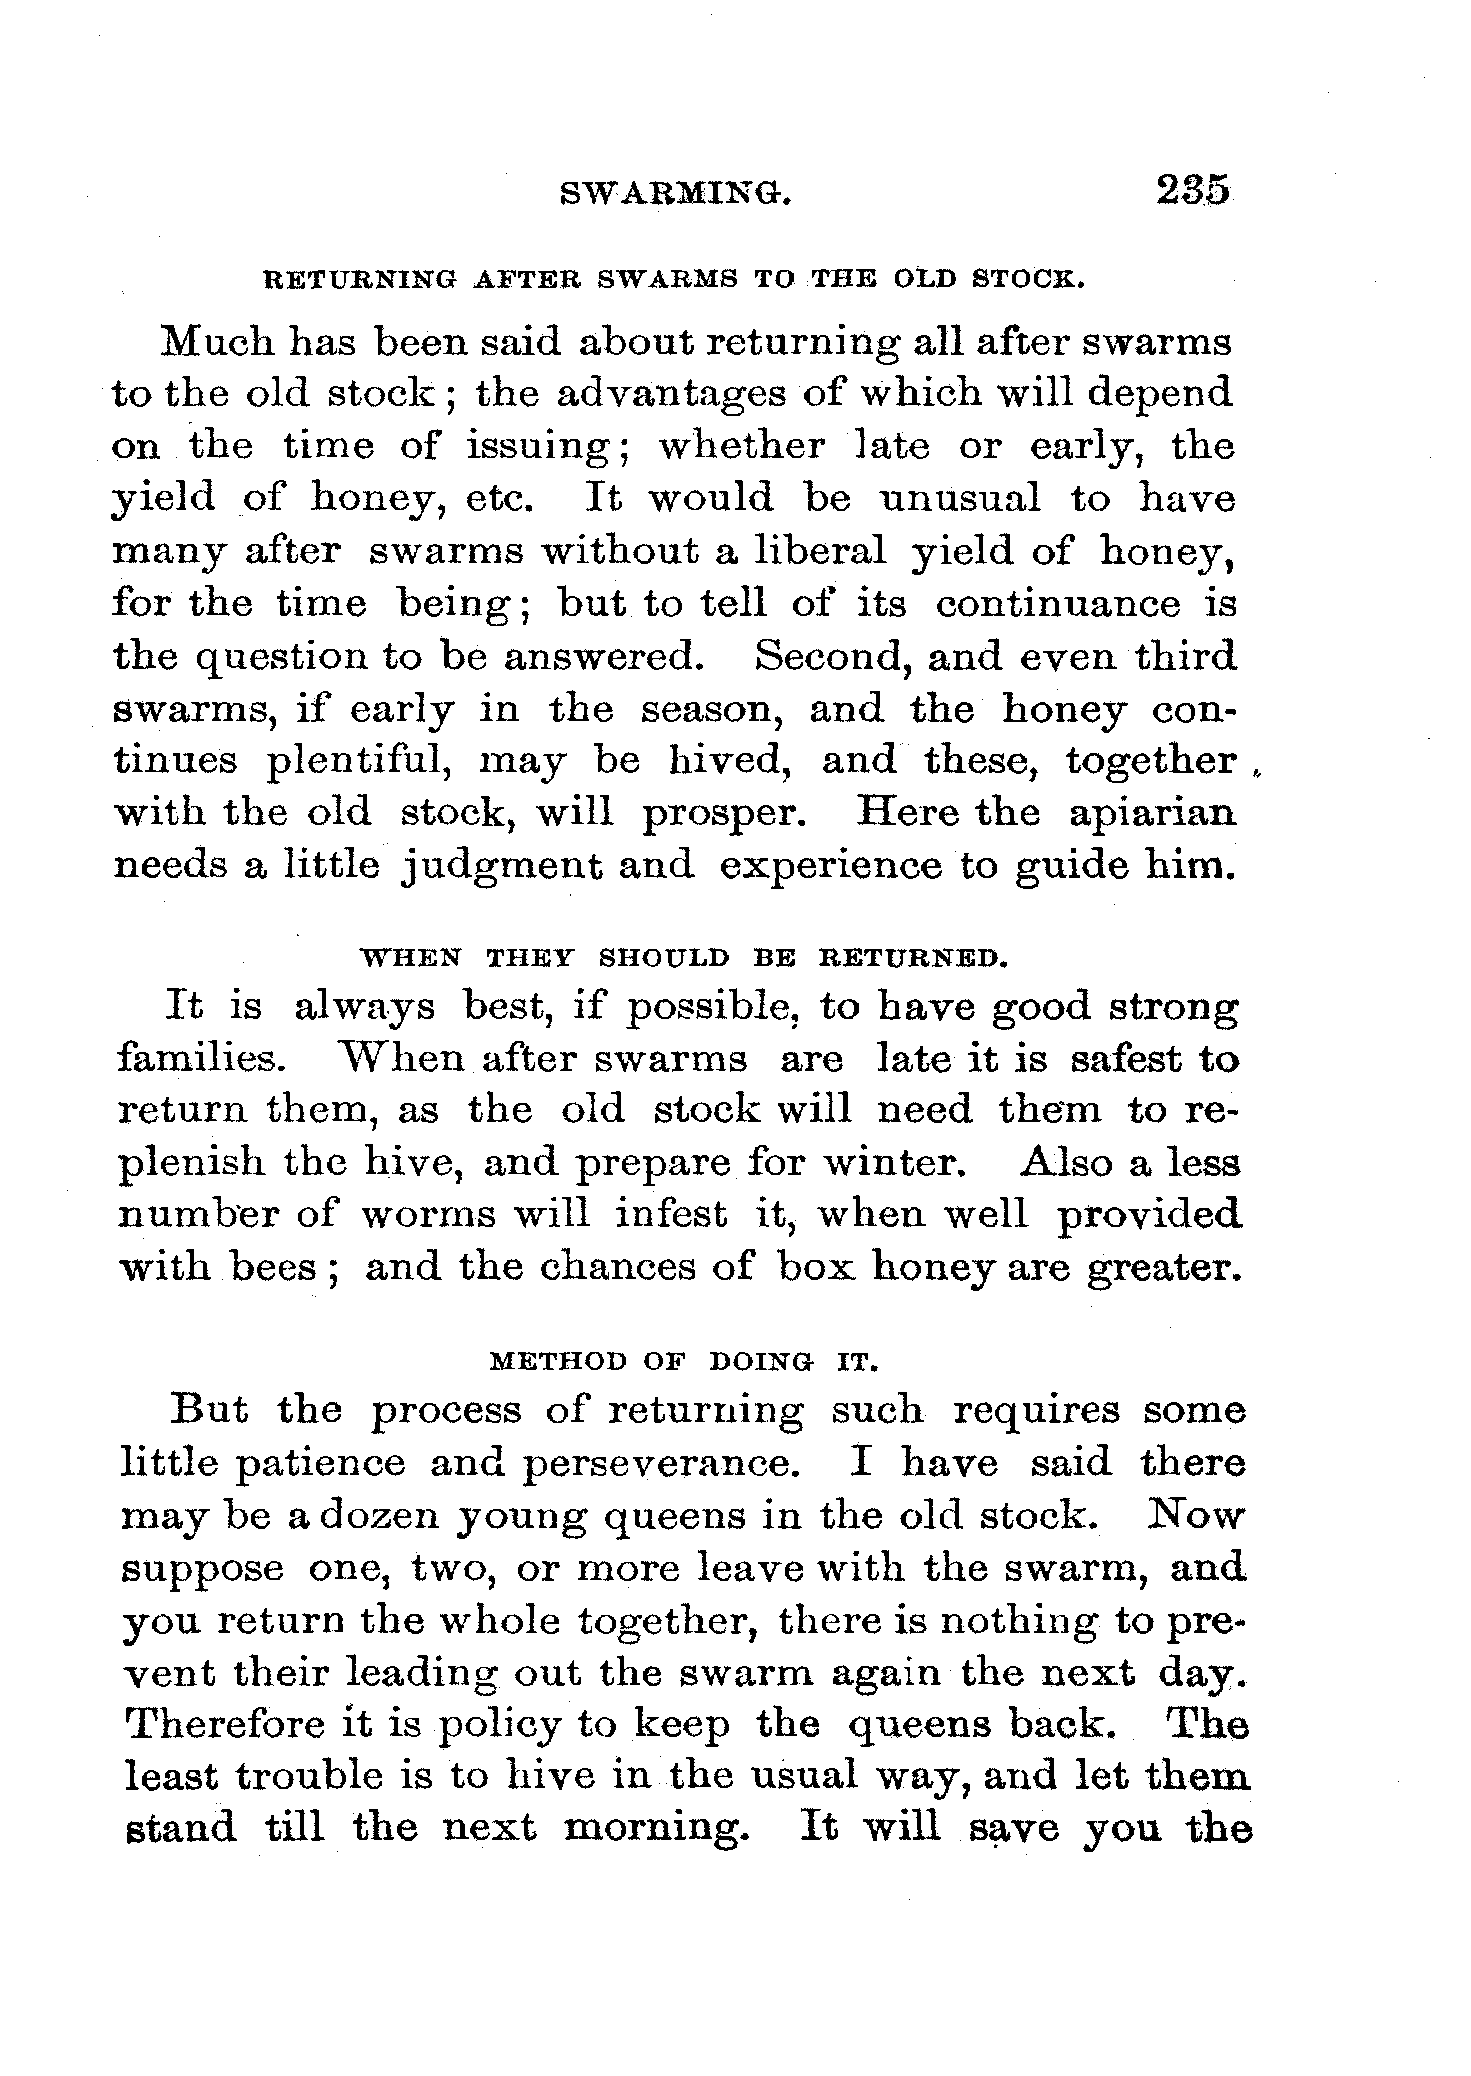 SWARMING. 235
RETURNING AFTER SWARMS TO THE OLD STOCK.
Much has been said about returning all after swarms
to the old stock; the advantages of which will depend
on the time of issuing; whether late or early, the
yield of honey, etc. It would be unusual to have
many after swarms without a liberal yield of honey,
for the time being; but to tell of its continuance is
the question to be answered. Second, and even third
swarms, if early in the season, and the honey con-
tinues plentiful, may be hived, and these, together
with the old stock, will prosper. Here the apiarian
needs a little judgment and experience to guide him.
WHEN THEY SHOULD BE RETURNED.
It is always best, if possible, to have good strong
families. When after swarms are late it is safest to
return them, as the old stock will need them to re-
plenish the hive, and prepare for winter. Also a less
number of worms will infest it, when well provided
with bees; and the chances of box honey are greater.
METHOD OF DOING IT.
But the process of returning such requires some
little patience and perseverance. I have said there
may be a dozen young queens in the old stock. Now
suppose one, two, or more leave with the swarm, and
you return the whole together, there is nothing to pre-
vent their leading out the swarm again the next day.
Therefore it is policy to keep the queens back. The
least trouble is to hive in the usual way, and let them
stand till the next morning. It will save you the